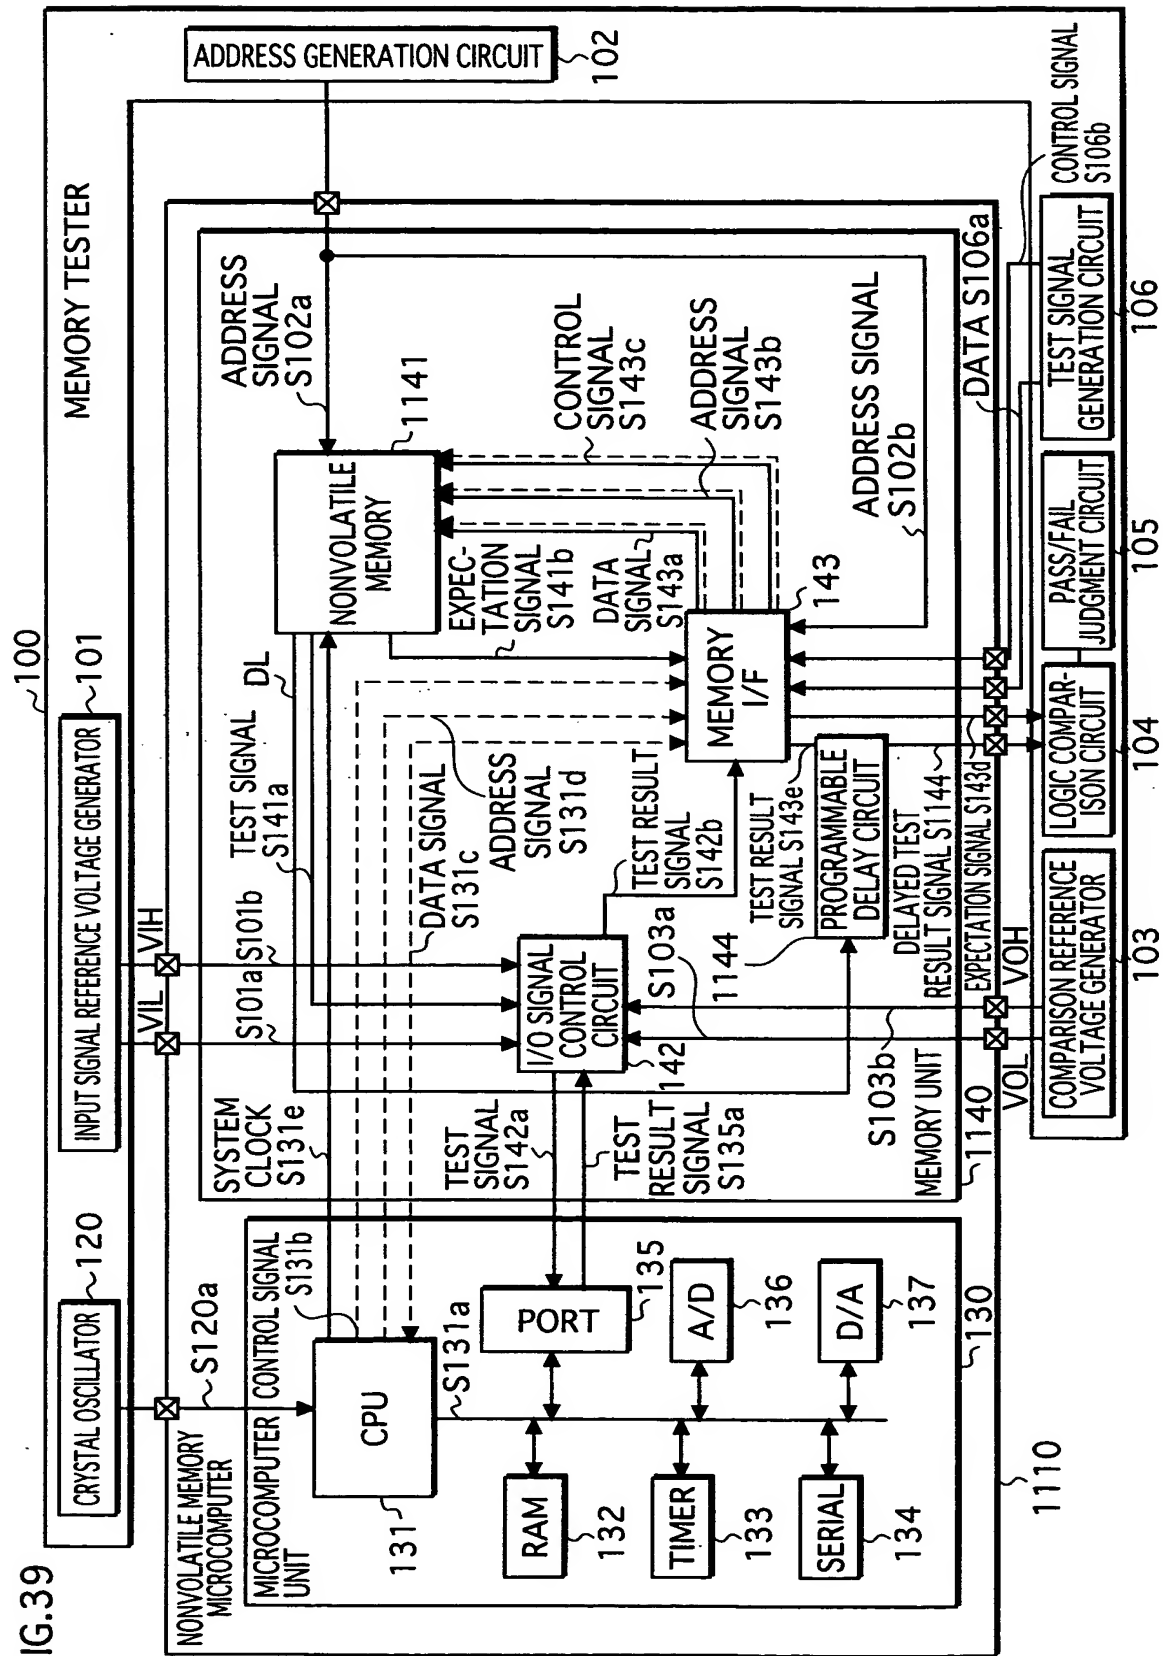 IG.39
MEMORY TESTER
100
CRYSTAL OSCILLATOR
120
INPUT SIGNAL REFERENCE VOLTAGE GENERATOR
101
ADDRESS GENERATION CIRCUIT
102
S120a
VIL
VIH
S101a
S101b
NONVOLATILE MEMORY
MICROCOMPUTER
MICROCOMPUTER
UNIT
CONTROL SIGNAL
S131b
SYSTEM
CLOCK
S131e
TEST SIGNAL
S141a
DL
ADDRESS
SIGNAL
S102a
CPU
131
S131a
NONVOLATILE
MEMORY
1141
DATA SIGNAL
S131c
ADDRESS
SIGNAL
S131d
EXPEC-
TATION
SIGNAL
S141b
DATA
SIGNAL
S143a
CONTROL
SIGNAL
S143c
ADDRESS
SIGNAL
S143b
RAM
132
TIMER
133
SERIAL
134
PORT
135
A/D
136
D/A
137
130
TEST
SIGNAL
S142a
TEST
RESULT
SIGNAL
S135a
I/O SIGNAL
CONTROL
CIRCUIT
142
TEST RESULT
SIGNAL
S142b
MEMORY
I/F
143
ADDRESS SIGNAL
S102b
TEST RESULT
SIGNAL S143e
PROGRAMMABLE
DELAY CIRCUIT
1144
S103a
S103b
DELAYED TEST
RESULT SIGNAL S1144
EXPECTATION SIGNAL S143d
MEMORY UNIT
1140
1110
VOL
VOH
DATA S106a
CONTROL SIGNAL
S106b
COMPARISON REFERENCE
VOLTAGE GENERATOR
103
LOGIC COMPAR-
ISON CIRCUIT
104
PASS/FAIL
JUDGMENT CIRCUIT
105
TEST SIGNAL
GENERATION CIRCUIT
106